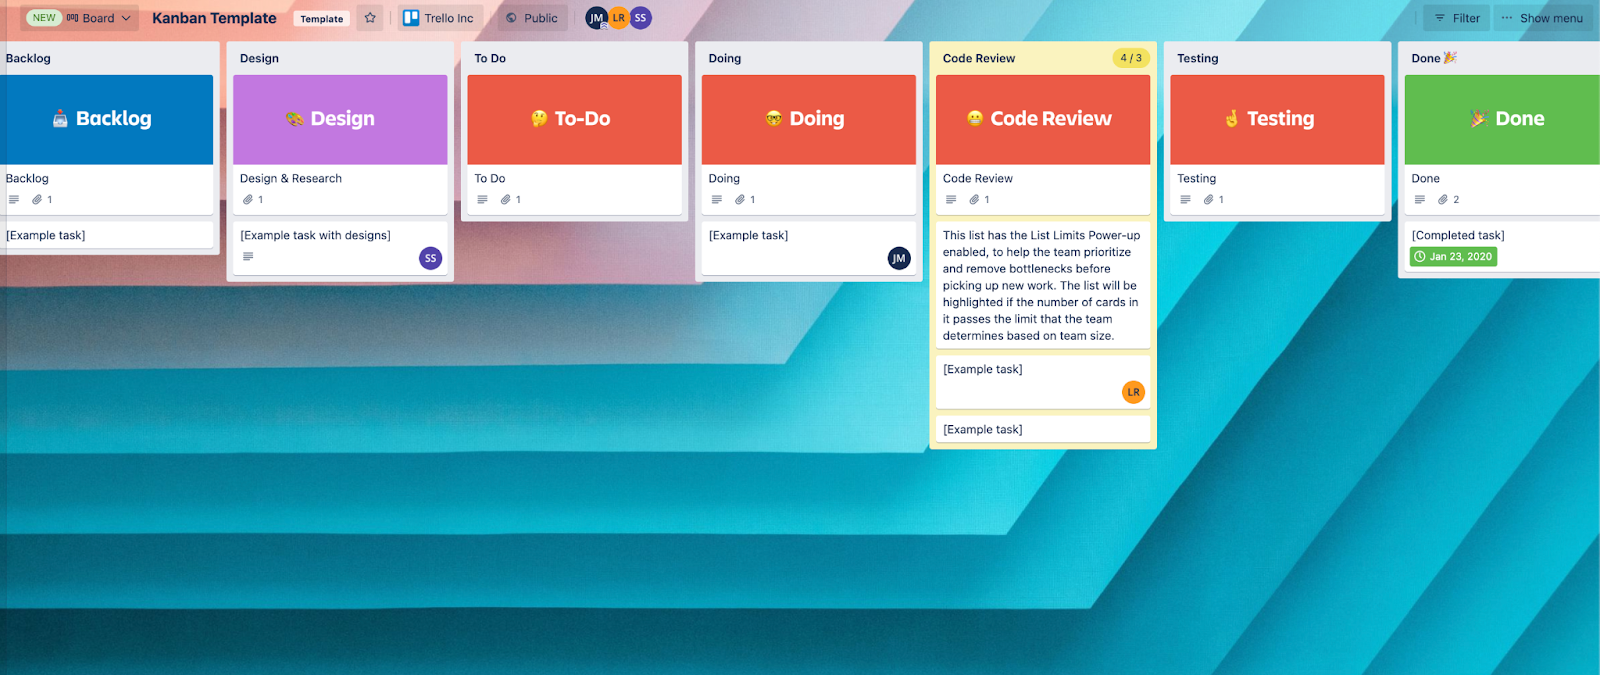 NEW Board Kanban Template Template Trello Inc Public JM LR SS Filter Show menu
Backlog
Backlog
Backlog
1
[Example task]
Design
Design
Design & Research
1
[Example task with designs]
SS
To Do
To-Do
To Do
1
Doing
Doing
Doing
1
[Example task]
JM
Code Review 4 / 3
Code Review
Code Review
1
This list has the List Limits Power-up
enabled, to help the team prioritize
and remove bottlenecks before
picking up new work. The list will be
highlighted if the number of cards in
it passes the limit that the team
determines based on team size.
[Example task]
LR
[Example task]
Testing
Testing
Testing
1
Done
Done
Done
2
[Completed task]
Jan 23, 2020